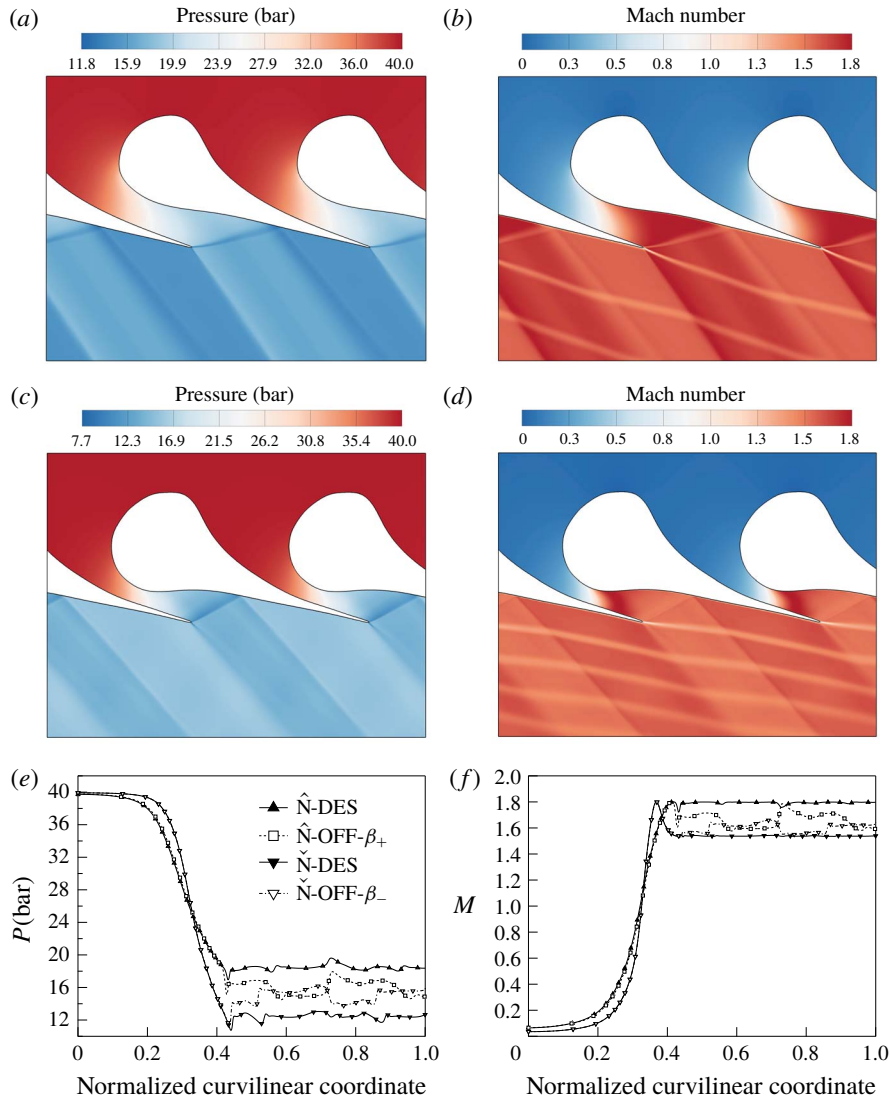 (a) Pressure (bar) (b) Mach number
11.8 15.9 19.9 23.9 27.9 32.0 36.0 40.0 0 0.3 0.5 0.8 1.0 1.3 1.5 1.8
(c) Pressure (bar) (d) Mach number
7.7 12.3 16.9 21.5 26.2 30.8 35.4 40.0 0 0.3 0.5 0.8 1.0 1.3 1.5 1.8
(e) (f)
40
36
32
28
24
20
16
12
P(bar)
N̂-DES
N̂-OFF-β₊
Ň-DES
Ň-OFF-β₋
0 0.2 0.4 0.6 0.8 1.0
Normalized curvilinear coordinate
2.0
1.8
1.6
1.4
1.2
1.0
0.8
0.6
0.4
0.2
M
0 0.2 0.4 0.6 0.8 1.0
Normalized curvilinear coordinate